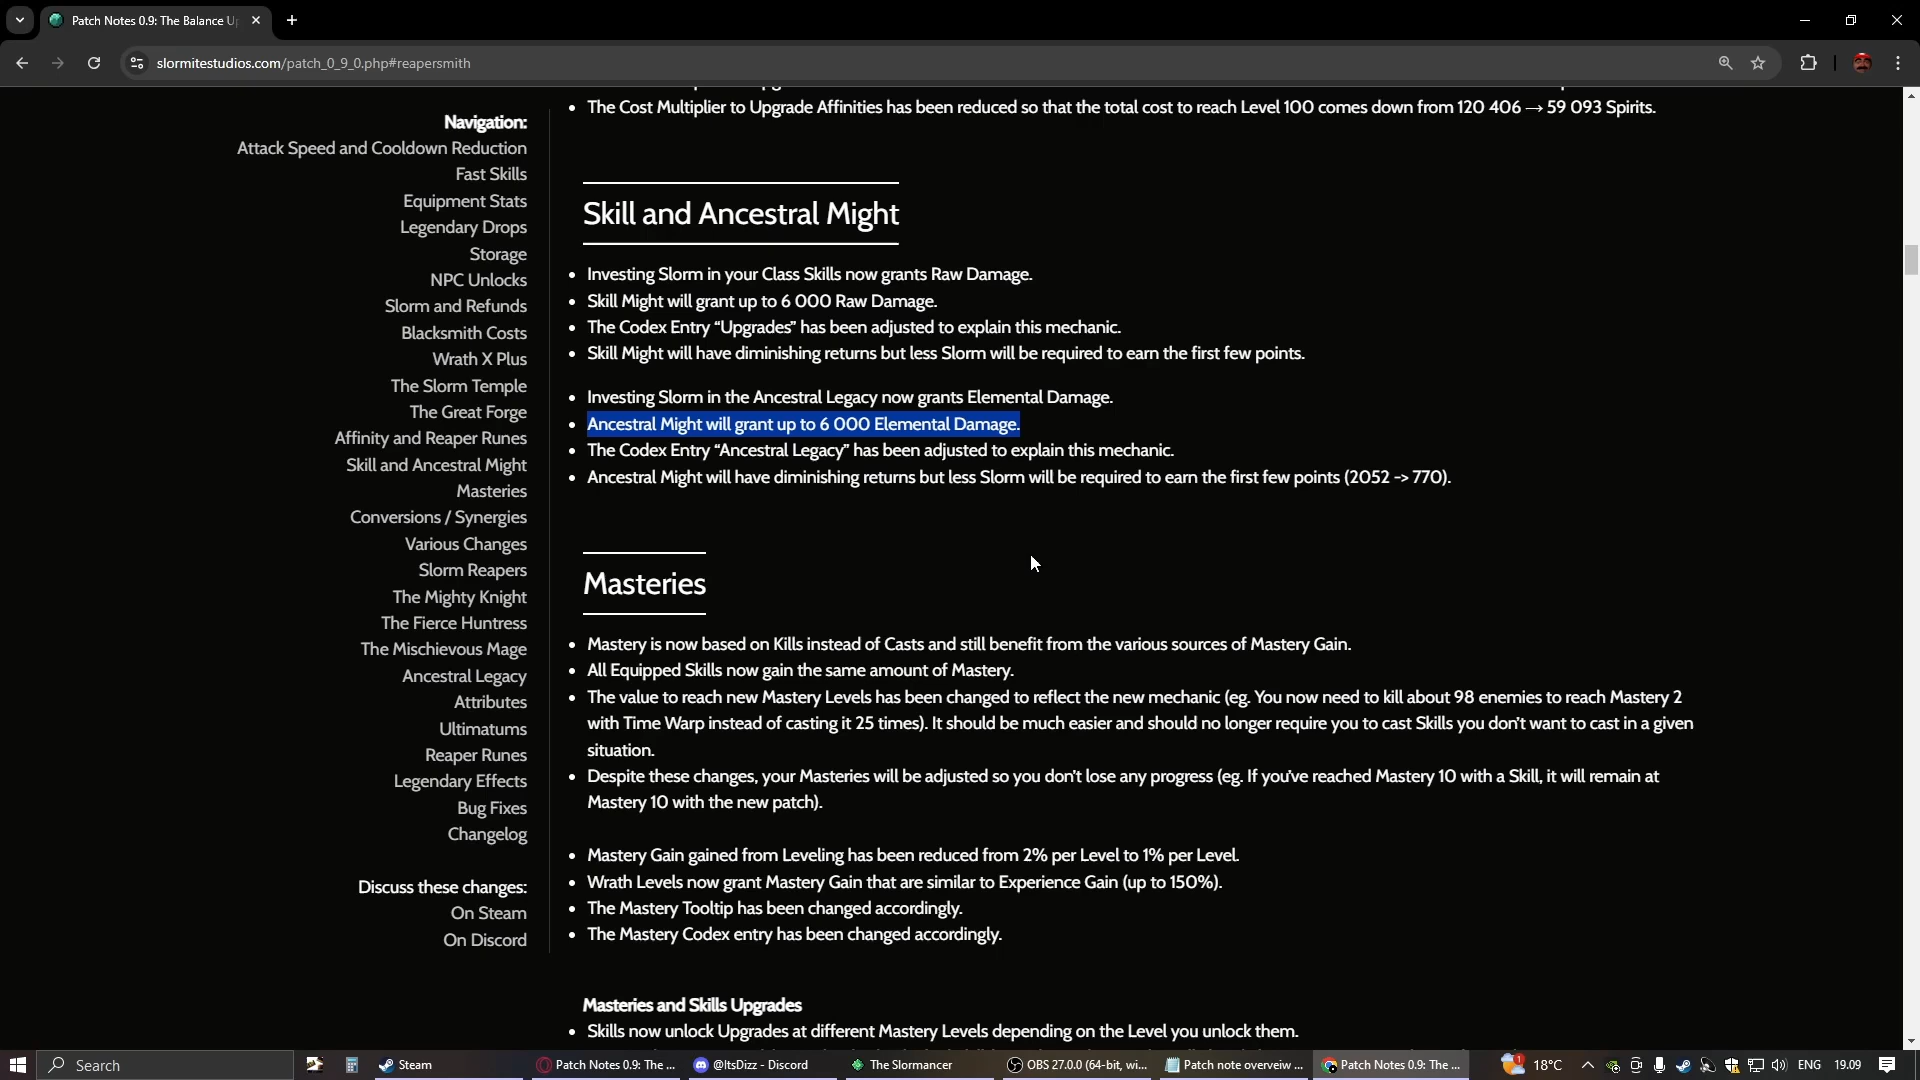 Patch Notes 0.9: The Balance U
slormitestudios.com/patch_0_9_0.php#reapersmith
Navigation:
Attack Speed and Cooldown Reduction
Fast Skills
Equipment Stats
Legendary Drops
Storage
NPC Unlocks
Slorm and Refunds
Blacksmith Costs
Wrath X Plus
The Slorm Temple
The Great Forge
Affinity and Reaper Runes
Skill and Ancestral Might
Masteries
Conversions / Synergies
Various Changes
Slorm Reapers
The Mighty Knight
The Fierce Huntress
The Mischievous Mage
Ancestral Legacy
Attributes
Ultimatums
Reaper Runes
Legendary Effects
Bug Fixes
Changelog
Discuss these changes:
On Steam
On Discord
• The Cost Multiplier to Upgrade Affinities has been reduced so that the total cost to reach Level 100 comes down from 120 406 → 59 093 Spirits.
Skill and Ancestral Might
• Investing Slorm in your Class Skills now grants Raw Damage.
• Skill Might will grant up to 6 000 Raw Damage.
• The Codex Entry “Upgrades” has been adjusted to explain this mechanic.
• Skill Might will have diminishing returns but less Slorm will be required to earn the first few points.
• Investing Slorm in the Ancestral Legacy now grants Elemental Damage.
• Ancestral Might will grant up to 6 000 Elemental Damage.
• The Codex Entry “Ancestral Legacy” has been adjusted to explain this mechanic.
• Ancestral Might will have diminishing returns but less Slorm will be required to earn the first few points (2052 -> 770).
Masteries
• Mastery is now based on Kills instead of Casts and still benefit from the various sources of Mastery Gain.
• All Equipped Skills now gain the same amount of Mastery.
• The value to reach new Mastery Levels has been changed to reflect the new mechanic (eg. You now need to kill about 98 enemies to reach Mastery 2
with Time Warp instead of casting it 25 times). It should be much easier and should no longer require you to cast Skills you don’t want to cast in a given
situation.
• Despite these changes, your Masteries will be adjusted so you don’t lose any progress (eg. If you’ve reached Mastery 10 with a Skill, it will remain at
Mastery 10 with the new patch).
• Mastery Gain gained from Leveling has been reduced from 2% per Level to 1% per Level.
• Wrath Levels now grant Mastery Gain that are similar to Experience Gain (up to 150%).
• The Mastery Tooltip has been changed accordingly.
• The Mastery Codex entry has been changed accordingly.
Masteries and Skills Upgrades
• Skills now unlock Upgrades at different Mastery Levels depending on the Level you unlock them.
Search
Steam
Patch Notes 0.9: The ...
@ItsDizz - Discord
The Slormancer
OBS 27.0.0 (64-bit, wi...
Patch note overveiw ...
Patch Notes 0.9: The ...
1
18°C
ENG
19.09